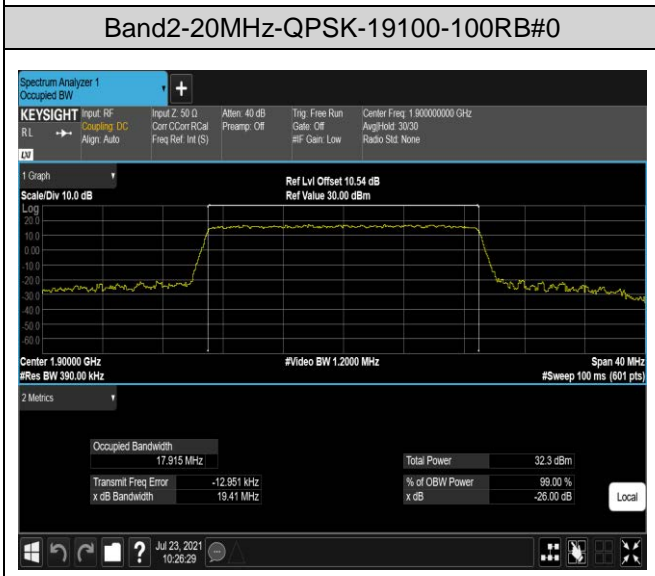 Band2-20MHz-QPSK-19100-100RB#0
Spectrum Analyzer 1
Occupied BW
+
KEYSIGHT Input: RF Input Z: 50 Ω Atten: 40 dB Trig: Free Run Center Freq: 1.900000000 GHz
RL Coupling: DC Corr CCorr RCal Preamp: Off Gate: Off Avg|Hold: 30/30
Align: Auto Freq Ref: Int (S) #IF Gain: Low Radio Std: None
LXI
1 Graph Ref Lvl Offset 10.54 dB
Scale/Div 10.0 dB Ref Value 30.00 dBm
Log
20.0
10.0
0.00
-10.0
-20.0
-30.0
-40.0
-50.0
-60.0
Center 1.90000 GHz #Video BW 1.2000 MHz Span 40 MHz
#Res BW 390.00 kHz #Sweep 100 ms (601 pts)
2 Metrics
Occupied Bandwidth
17.915 MHz Total Power 32.3 dBm
Transmit Freq Error -12.951 kHz % of OBW Power 99.00 %
x dB Bandwidth 19.41 MHz x dB -26.00 dB
Local
? Jul 23, 2021
10:26:29